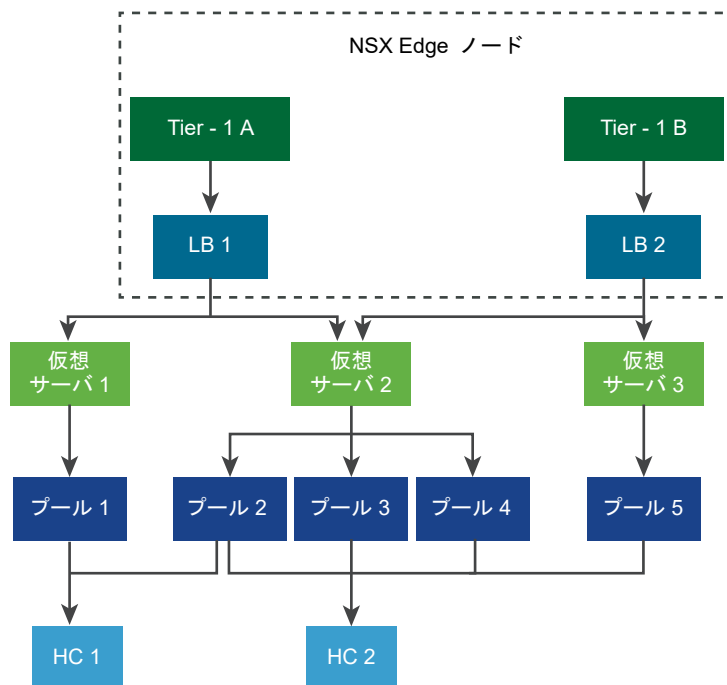 NSX Edge ノード
Tier - 1 A
Tier - 1 B
LB 1
LB 2
仮想
サーバ 1
仮想
サーバ 2
仮想
サーバ 3
プール 1
プール 2
プール 3
プール 4
プール 5
HC 1
HC 2